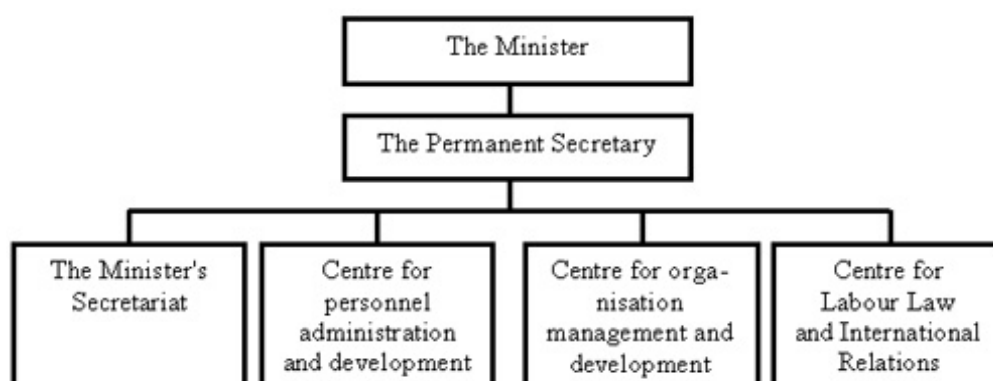 The Minister
The Permanent Secretary
The Minister's
Secretariat
Centre for
personnel
administration
and development
Centre for orga-
nisation
management and
development
Centre for
Labour Law
and International
Relations